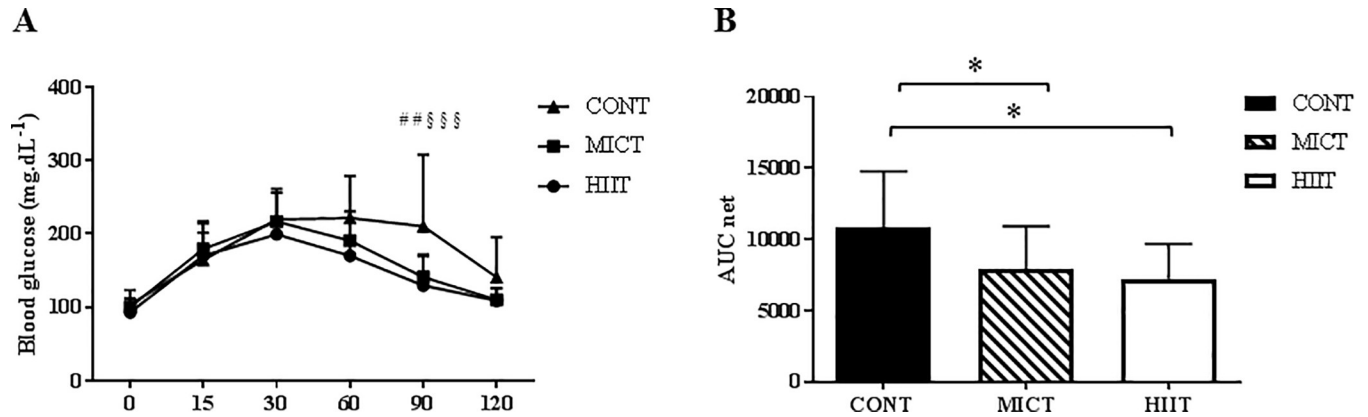 A
Blood glucose (mg.dL-1)
400
300
200
100
0
0 15 30 60 90 120
##§§§
CONT
MICT
HIIT
B
AUC net
20000
15000
10000
5000
0
*
*
CONT MICT HIIT
CONT
MICT
HIIT